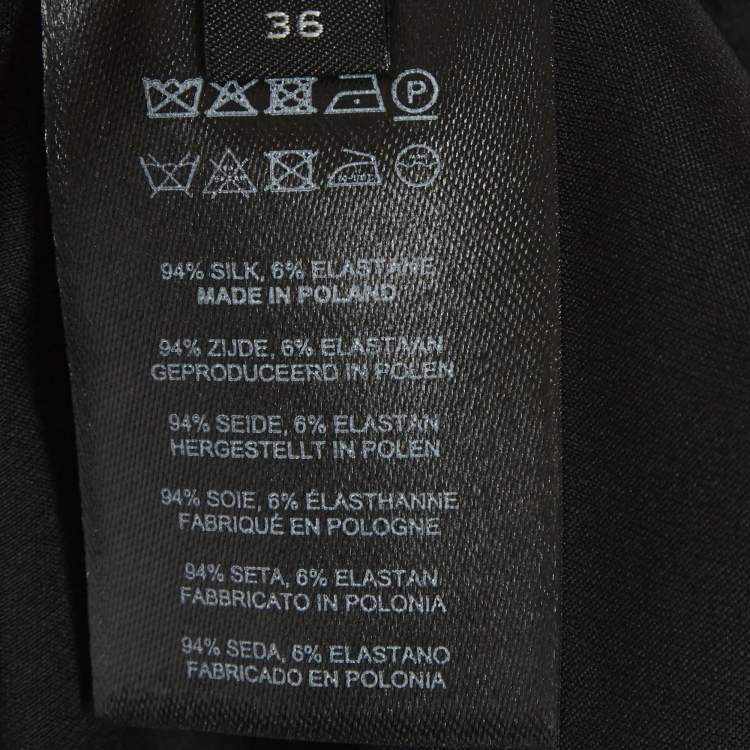 36
P
94% SILK, 6% ELASTANE
MADE IN POLAND
94% ZIJDE, 6% ELASTAAN
GEPRODUCEERD IN POLEN
94% SEIDE, 6% ELASTAN
HERGESTELLT IN POLEN
94% SOIE, 6% ÉLASTHANNE
FABRIQUÉ EN POLOGNE
94% SETA, 6% ELASTAN
FABBRICATO IN POLONIA
94% SEDA, 6% ELASTANO
FABRICADO EN POLONIA